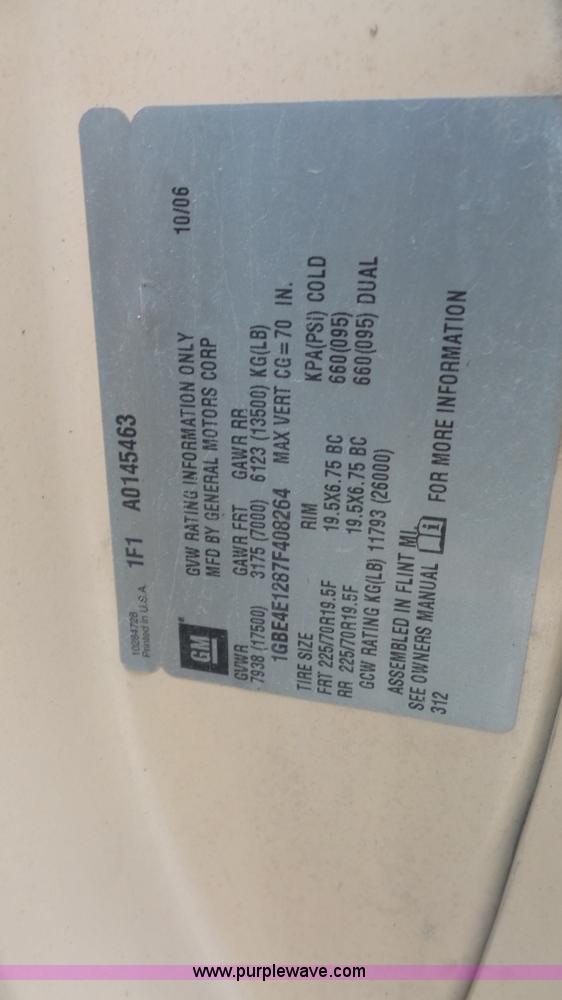 10284728
Printed in U.S.A. 1F1 A0145463
GM GVW RATING INFORMATION ONLY 10/06
MFD BY GENERAL MOTORS CORP
GVWR GAWR FRT GAWR RR
7938 (17500) 3175 (7000) 6123 (13500) KG(LB)
1GBE4E1287F408264 MAX VERT CG = 70 IN.
TIRE SIZE RIM KPA(PSI) COLD
FRT 225/70R19.5F 19.5X6.75 BC 660(095)
RR 225/70R19.5F 19.5X6.75 BC 660(095) DUAL
GCW RATING KG(LB) 11793 (26000)
ASSEMBLED IN FLINT MI,
SEE OWNERS MANUAL FOR MORE INFORMATION
312
www.purplewave.com